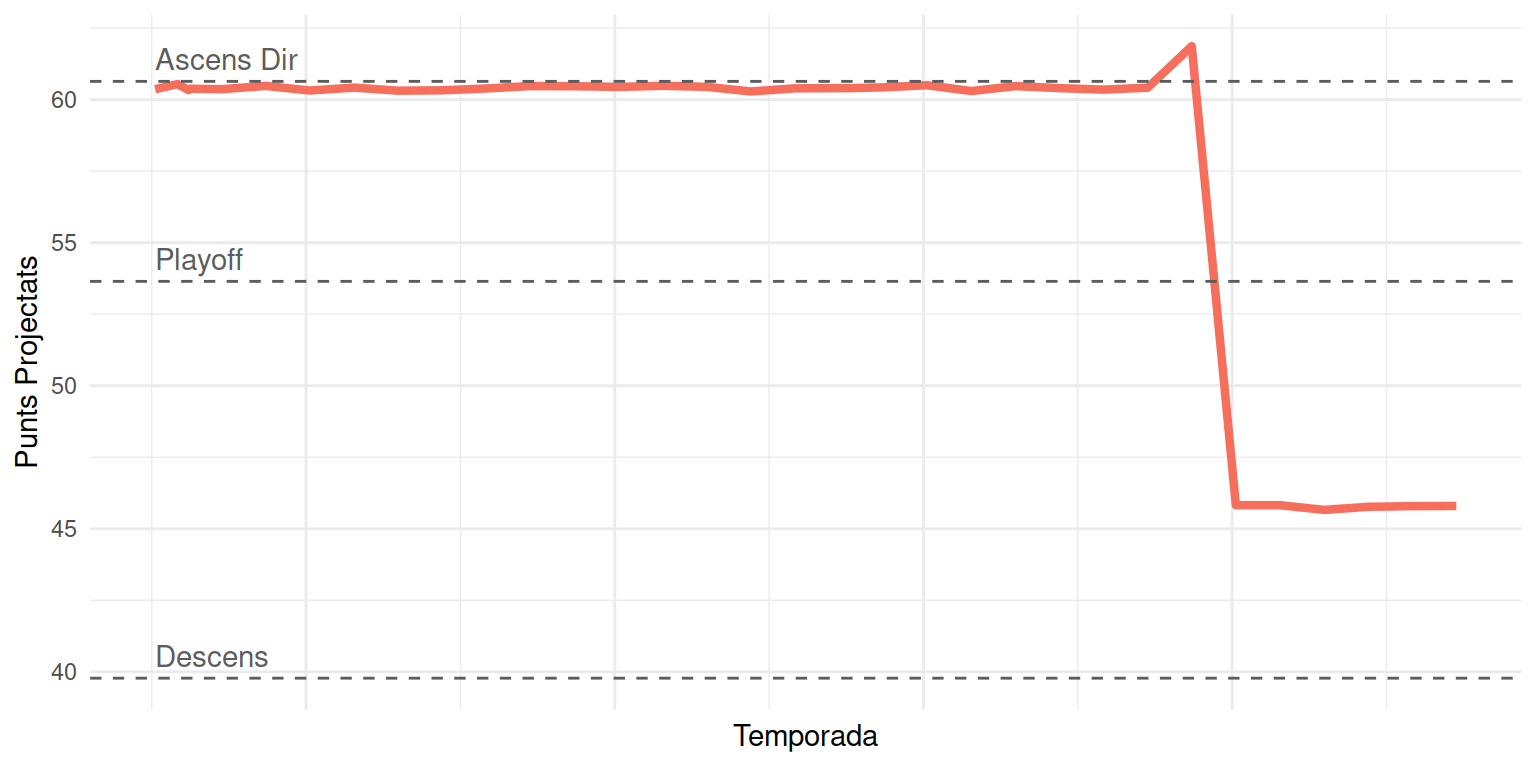 Ascens Dir
60
55
Playoff
50
45
Descens
40
Punts Projectats
Temporada